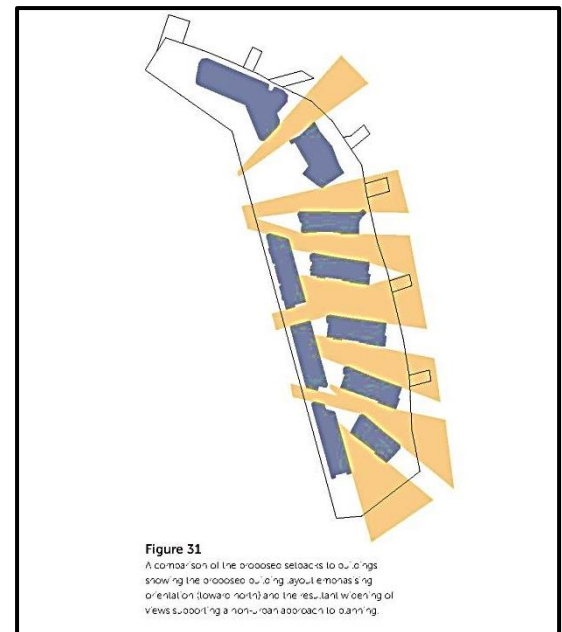 Figure 31
A comparison of the proposed setbacks to buildings
showing the proposed building layout emphasising
orientation (toward north) and the resultant widening of
views supporting a non-urban approach to planning.